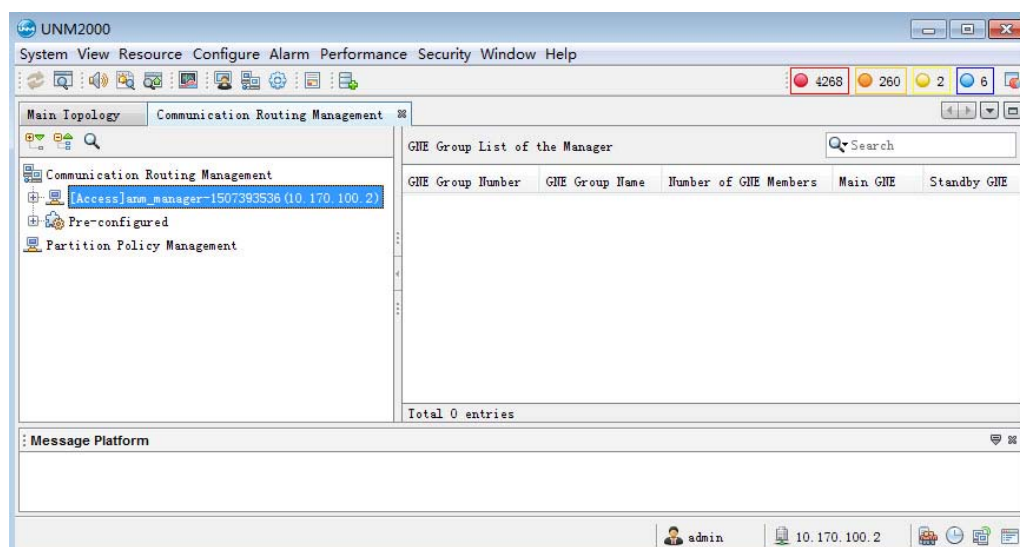 UNM2000
System View Resource Configure Alarm Performance Security Window Help
4268 260 2 6
Main Topology Communication Routing Management
GNE Group List of the Manager Search
Communication Routing Management
GNE Group Number GNE Group Name Number of GNE Members Main GNE Standby GNE
[Access]anm_manager-1507393536(10.170.100.2)
Pre-configured
Partition Policy Management
Total 0 entries
Message Platform
admin 10.170.100.2